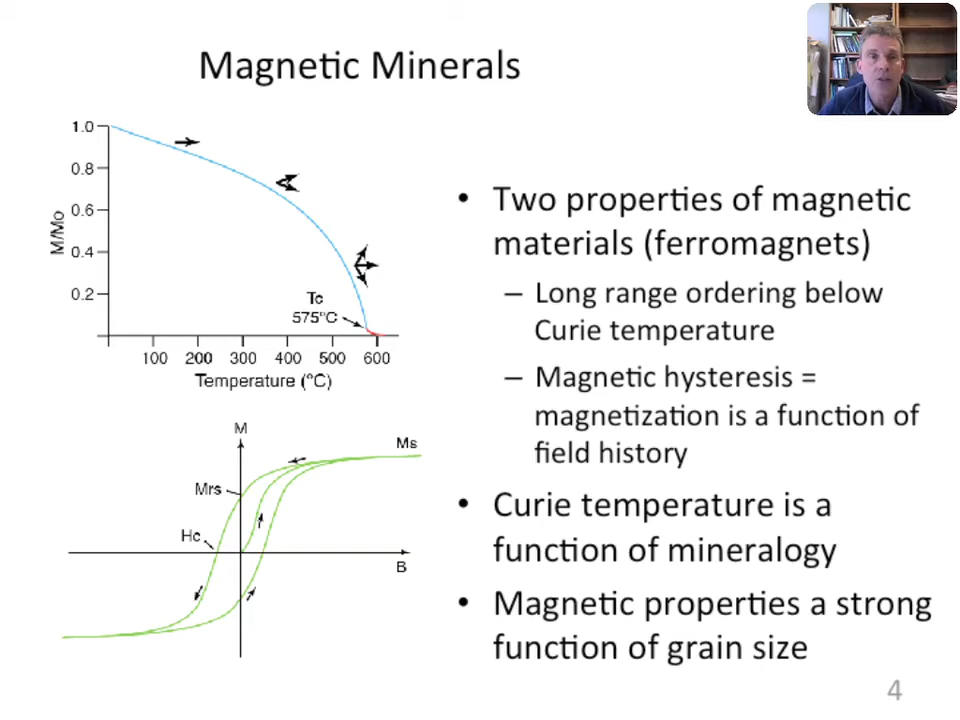 Magnetic Minerals
1.0
0.8
0.6
0.4
0.2
M/Mo
Tc
575°C
100 200 300 400 500 600
Temperature (°C)
M
Ms
Mrs
Hc
B
• Two properties of magnetic
materials (ferromagnets)
– Long range ordering below
Curie temperature
– Magnetic hysteresis =
magnetization is a function of
field history
• Curie temperature is a
function of mineralogy
• Magnetic properties a strong
function of grain size
4